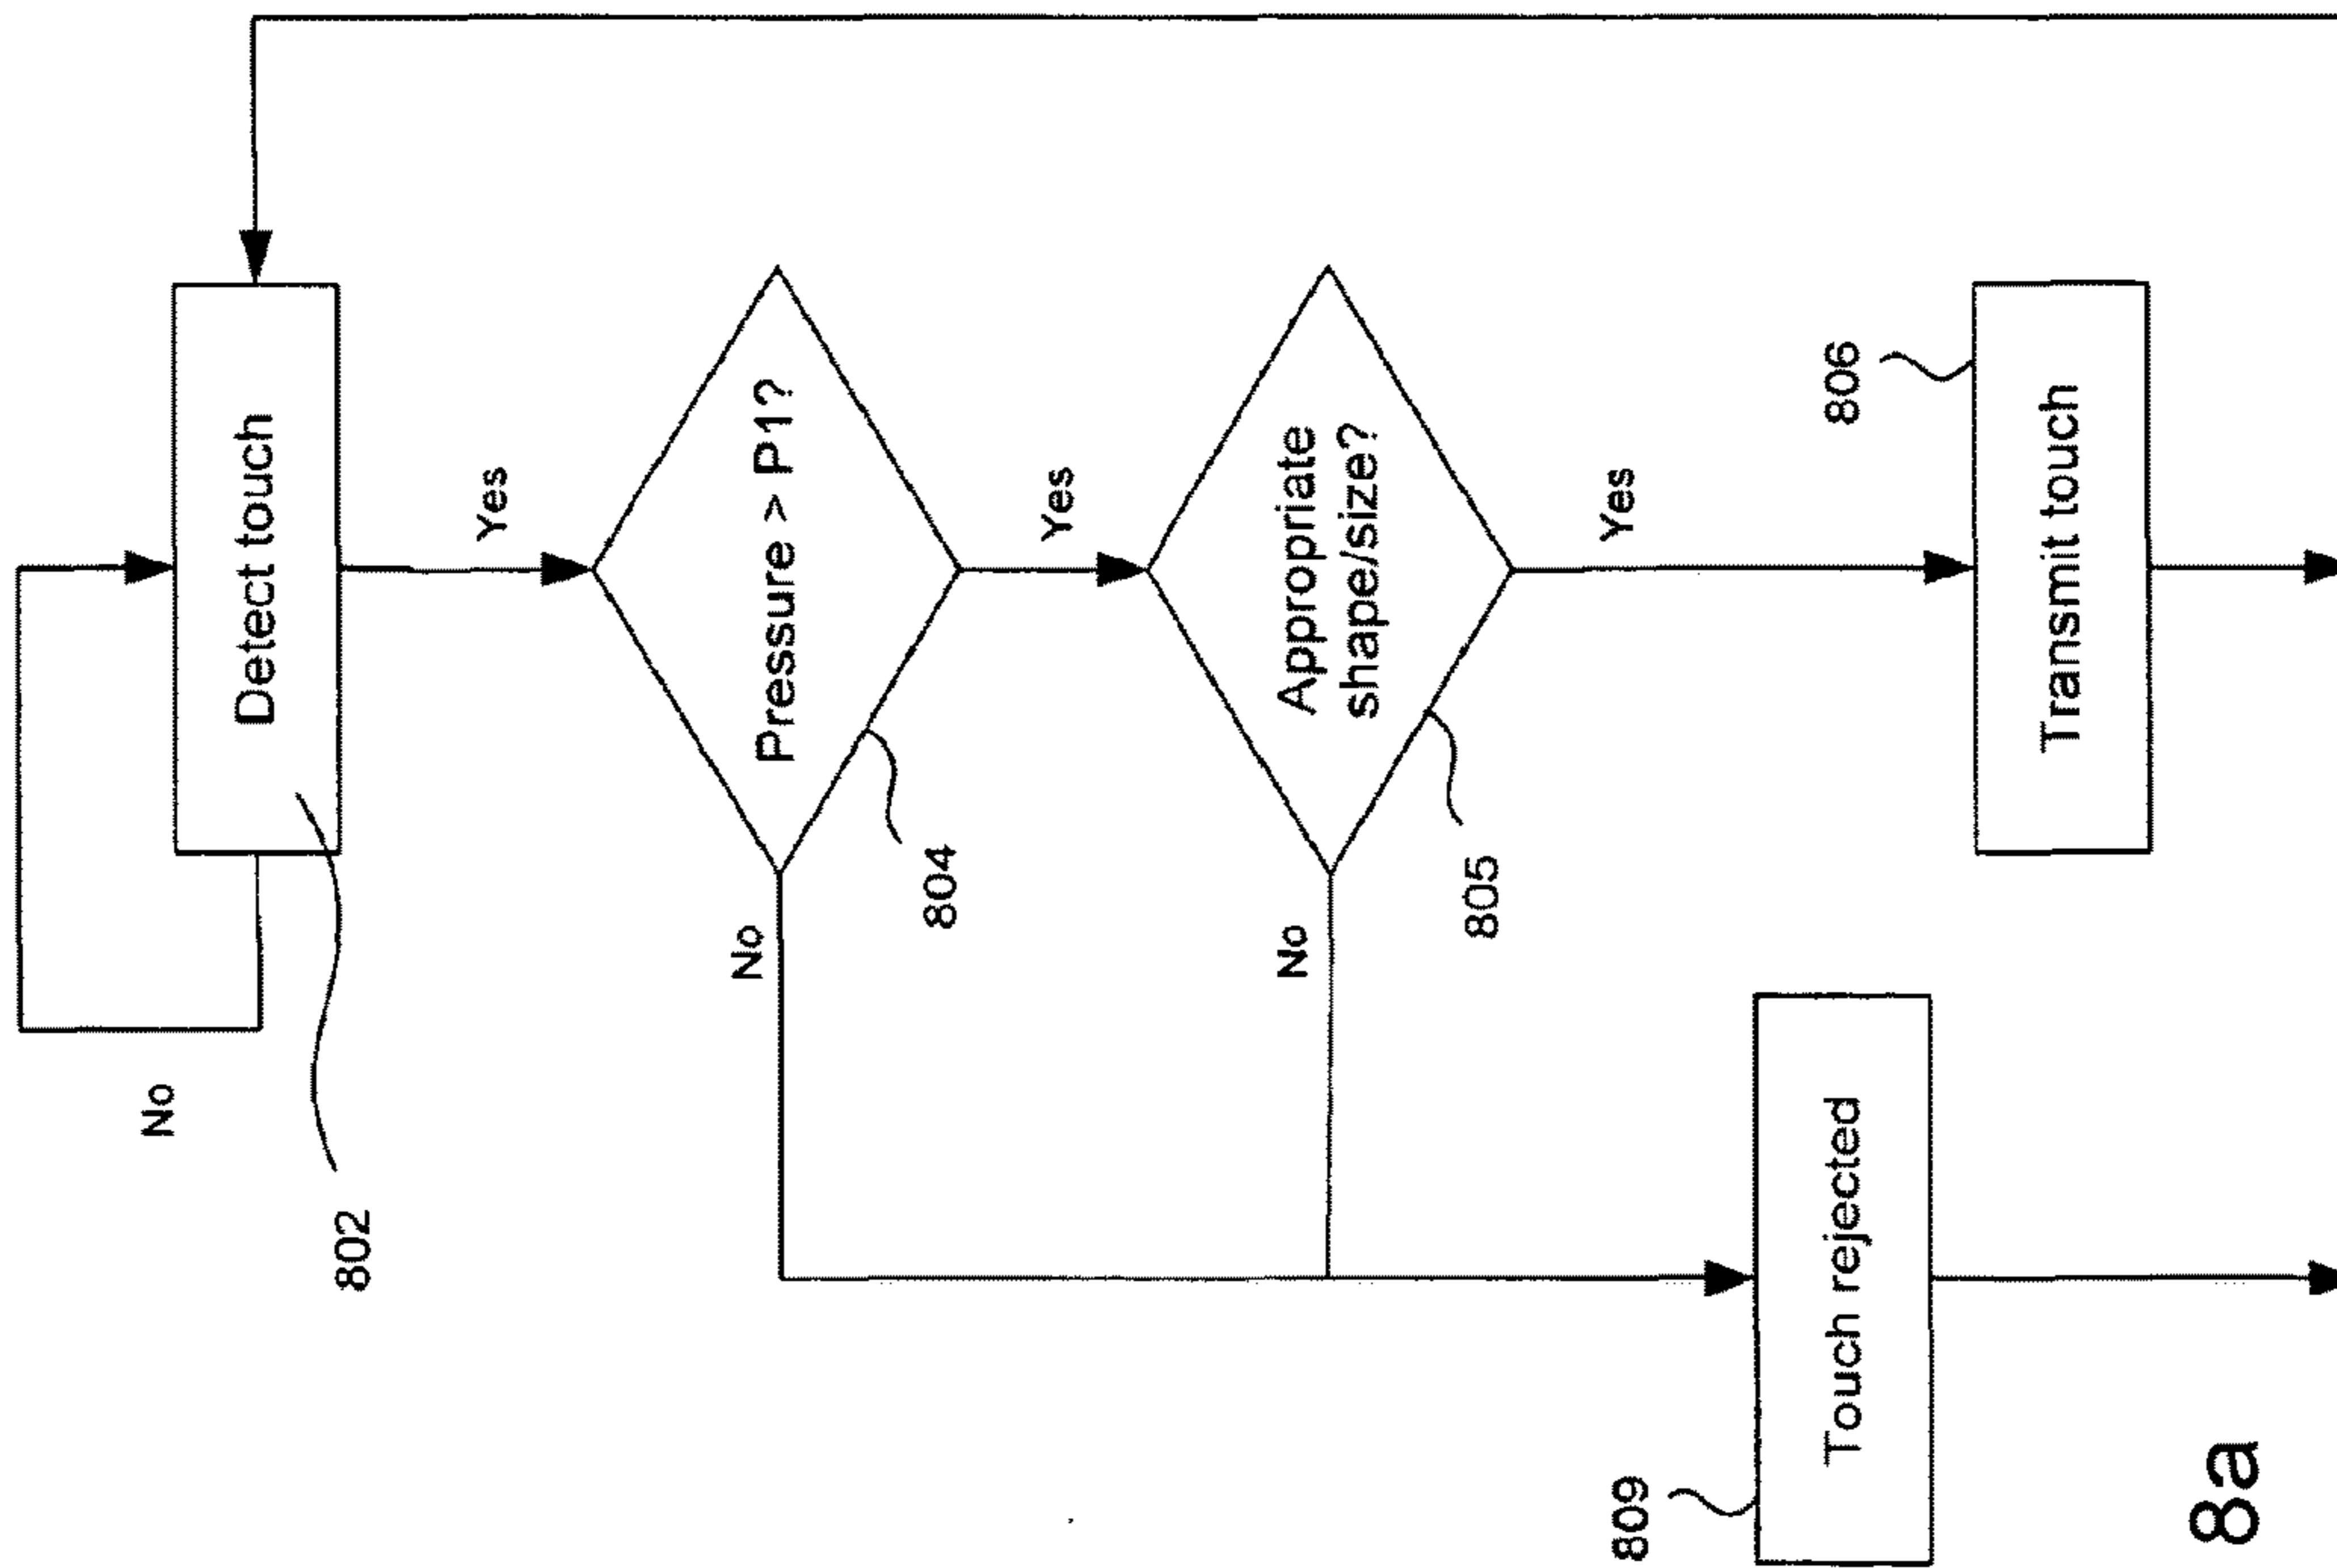 No
Detect touch
802
Yes
Pressure > P1?
804
No
Yes
Appropriate
shape/size?
805
No
Yes
806
Transmit touch
809
Touch rejected
8a